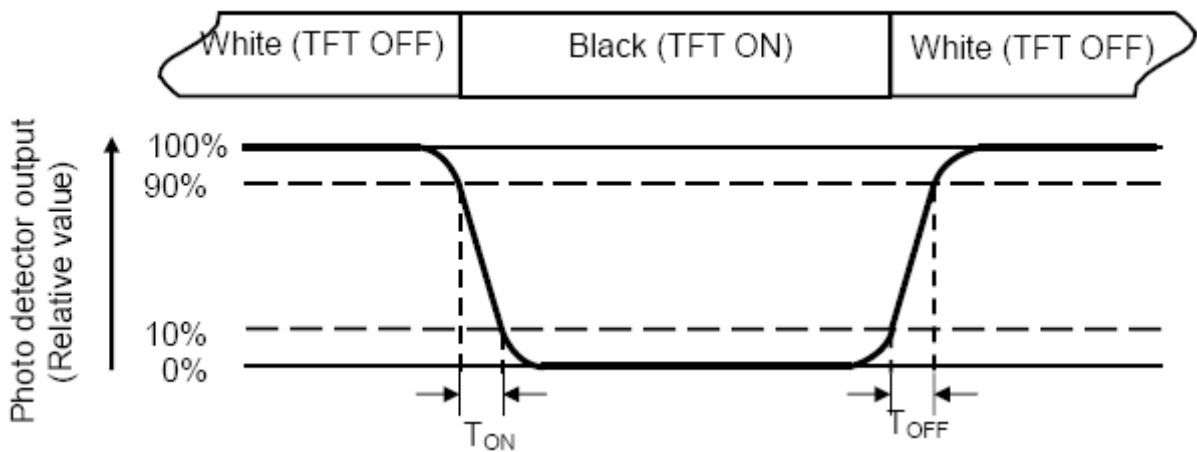 White (TFT OFF)
Black (TFT ON)
White (TFT OFF)
Photo detector output
(Relative value)
100%
90%
10%
0%
TON
TOFF